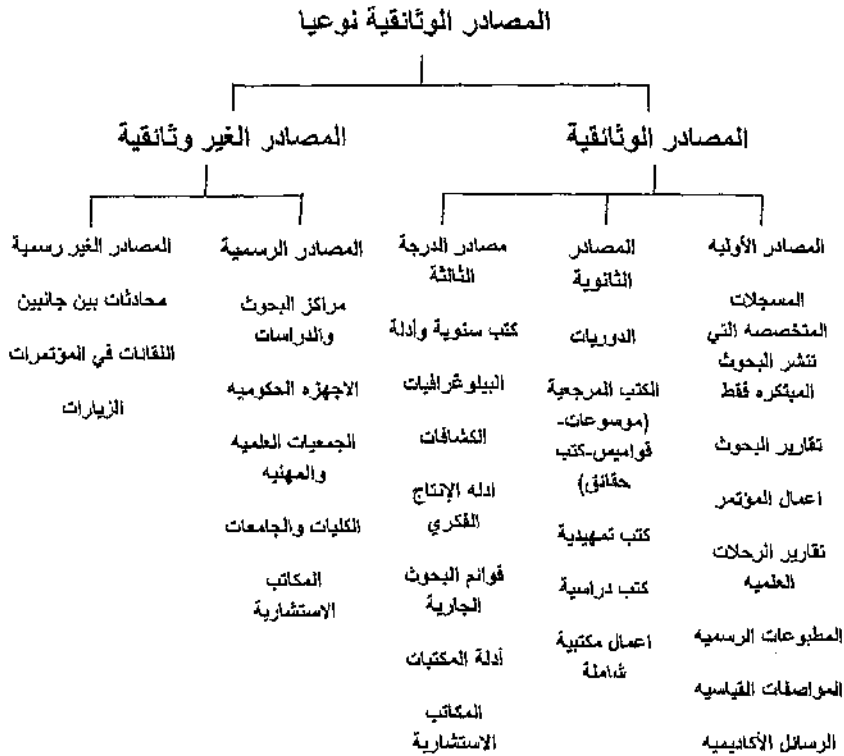 المصادر الوثائقية نوعيا
المصادر الوثائقية
المصادر الغير وثائقية
المصادر الأوليه
المسجلات
المتخصصه التي
تنشر البحوث
المبتكره فقط
تقارير البحوث
اعمال المؤتمر
تقارير الرحلات
العلميه
المطبوعات الرسميه
المواصفات القياسيه
الرسائل الأكاديميه
المصادر
الثانوية
الدوريات
الكتب المرجعية
(موسوعات-
قواميس-كتب
حقائق)
كتب تمهيدية
كتب دراسية
اعمال مكتبية
شاملة
مصادر الدرجة
الثالثة
كتب سنوية وأدلة
البيلوغرافيات
الكشافات
ادله الإنتاج
الفكري
قوائم البحوث
الجارية
أدلة المكتبات
المكاتب
الاستشارية
المصادر الرسمية
مراكز البحوث
والدراسات
الاجهزه الحكوميه
الجمعيات العلميه
والمهنيه
الكليات والجامعات
المكاتب
الاستشارية
المصادر الغير رسمية
محادثات بين جانبين
اللقائات في المؤتمرات
الزيارات